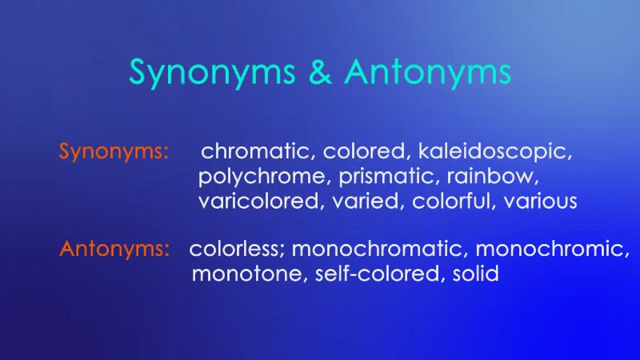 Synonyms & Antonyms
Synonyms: chromatic, colored, kaleidoscopic,
polychrome, prismatic, rainbow,
varicolored, varied, colorful, various
Antonyms: colorless; monochromatic, monochromic,
monotone, self-colored, solid